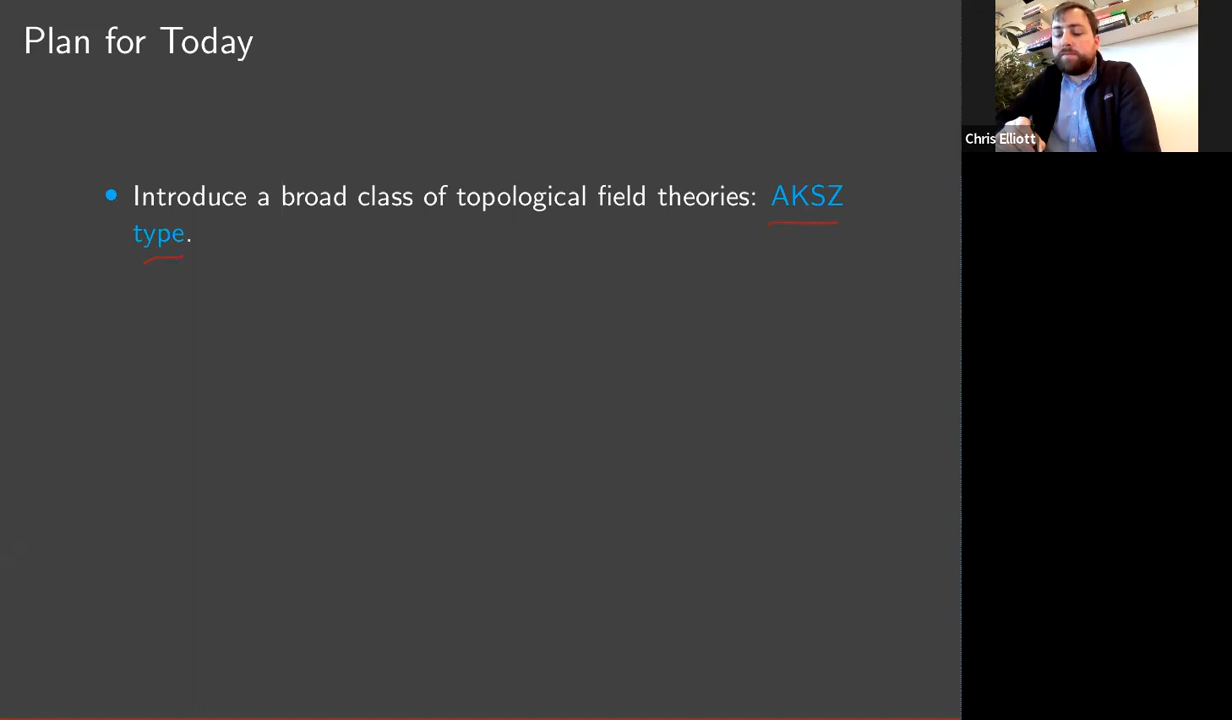 Plan for Today
Introduce a broad class of topological field theories: AKSZ
type.
Chris Elliott